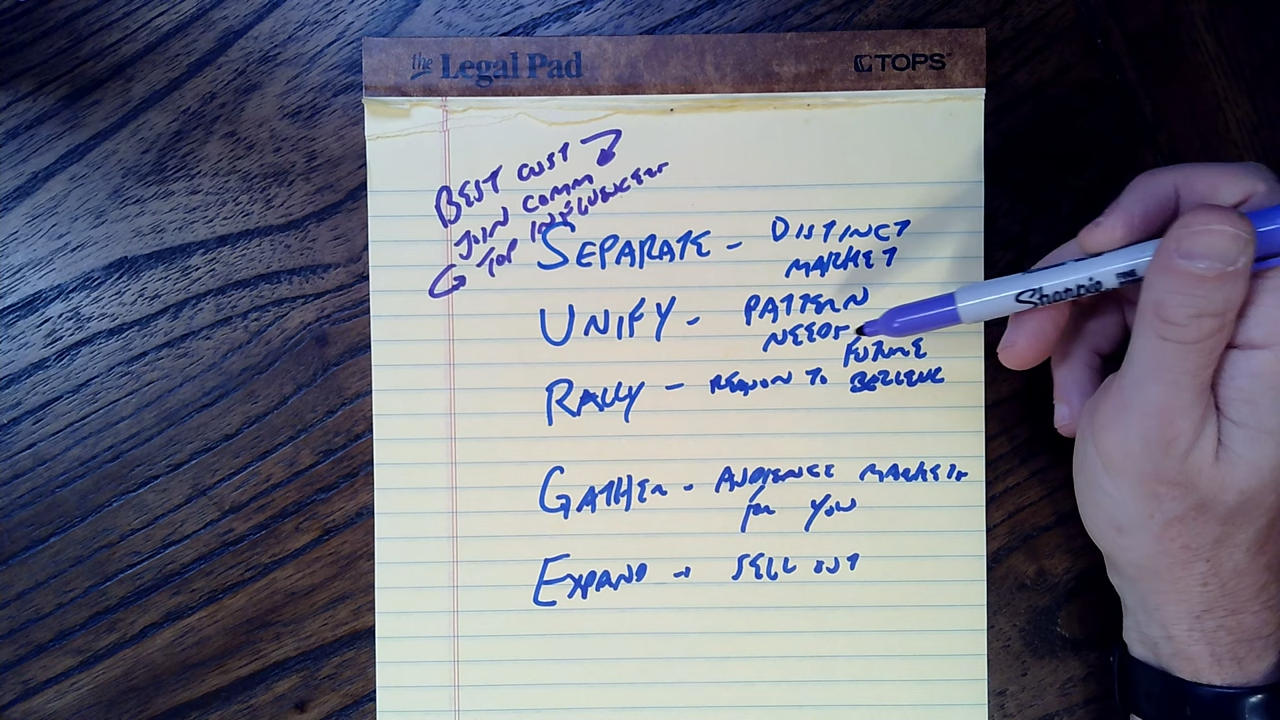 the Legal Pad
TOPS
BEST CUST
JOIN COMM
TOP INFLUENCER
SEPARATE - DISTINCT
MARKET
UNIFY - PATTERN
NEEDS
FUTURE
RALLY - REASON TO BELIEVE
GATHER - AUDIENCE MARKETS
for YOU
EXPAND → SELL OUT
Sharpie